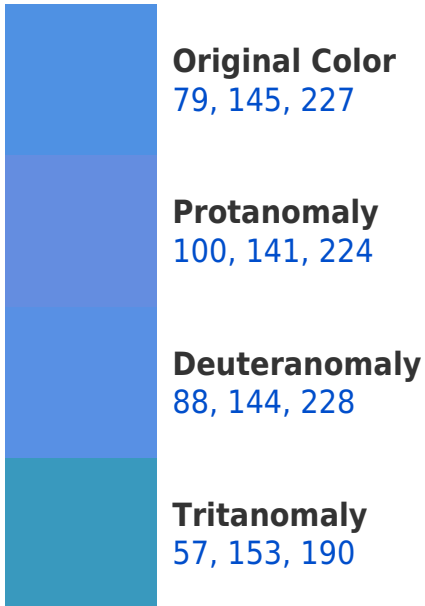 Original Color
79, 145, 227
Protanomaly
100, 141, 224
Deuteranomaly
88, 144, 228
Tritanomaly
57, 153, 190